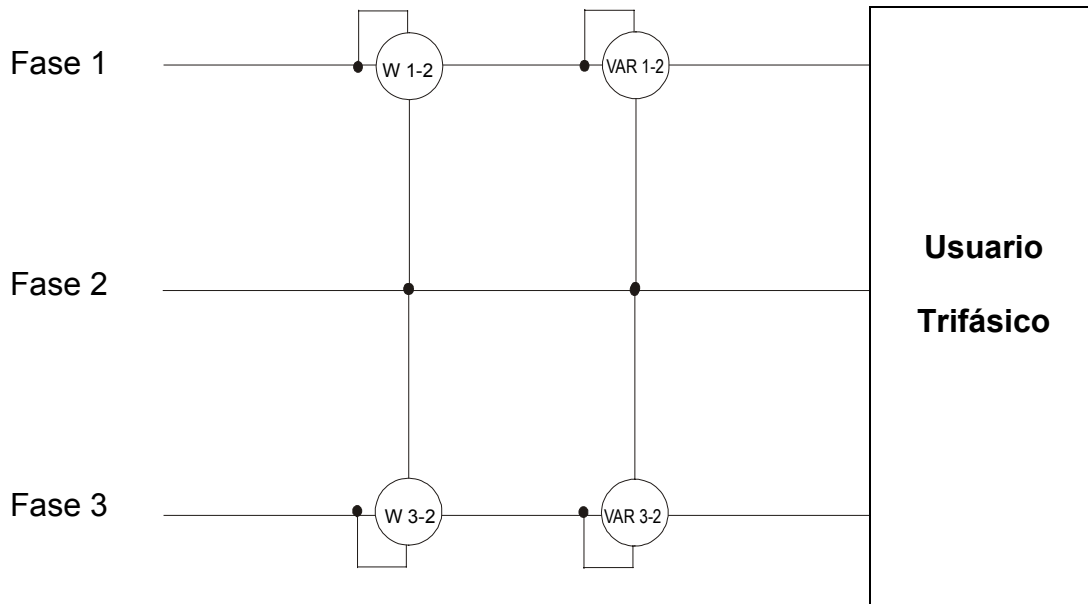 Fase 1
W 1-2
VAR 1-2
Fase 2
Usuario
Trifásico
Fase 3
W 3-2
VAR 3-2